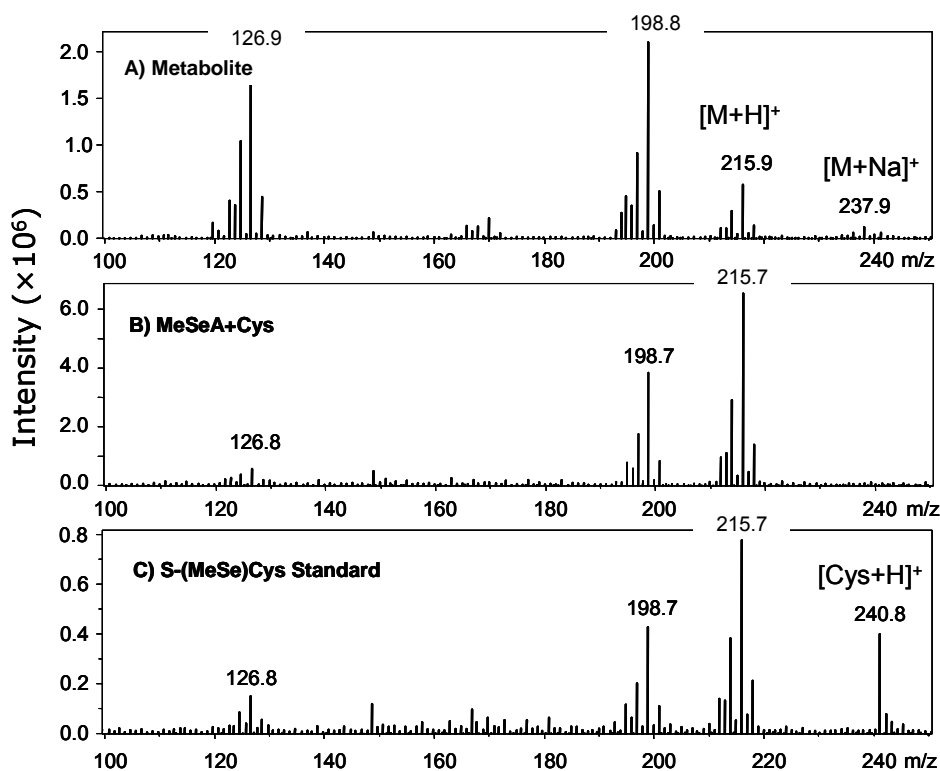 Intensity (×10⁶)
126.9
198.8
2.0
A) Metabolite
1.5
[M+H]⁺
1.0
215.9
[M+Na]⁺
0.5
237.9
0.0
100 120 140 160 180 200 220 240 m/z
215.7
6.0
B) MeSeA+Cys
198.7
4.0
2.0
126.8
0.0
100 120 140 160 180 200 220 240 m/z
215.7
0.8
C) S-(MeSe)Cys Standard
[Cys+H]⁺
0.6
198.7
240.8
0.4
126.8
0.2
0.0
100 120 140 160 180 200 220 240 m/z